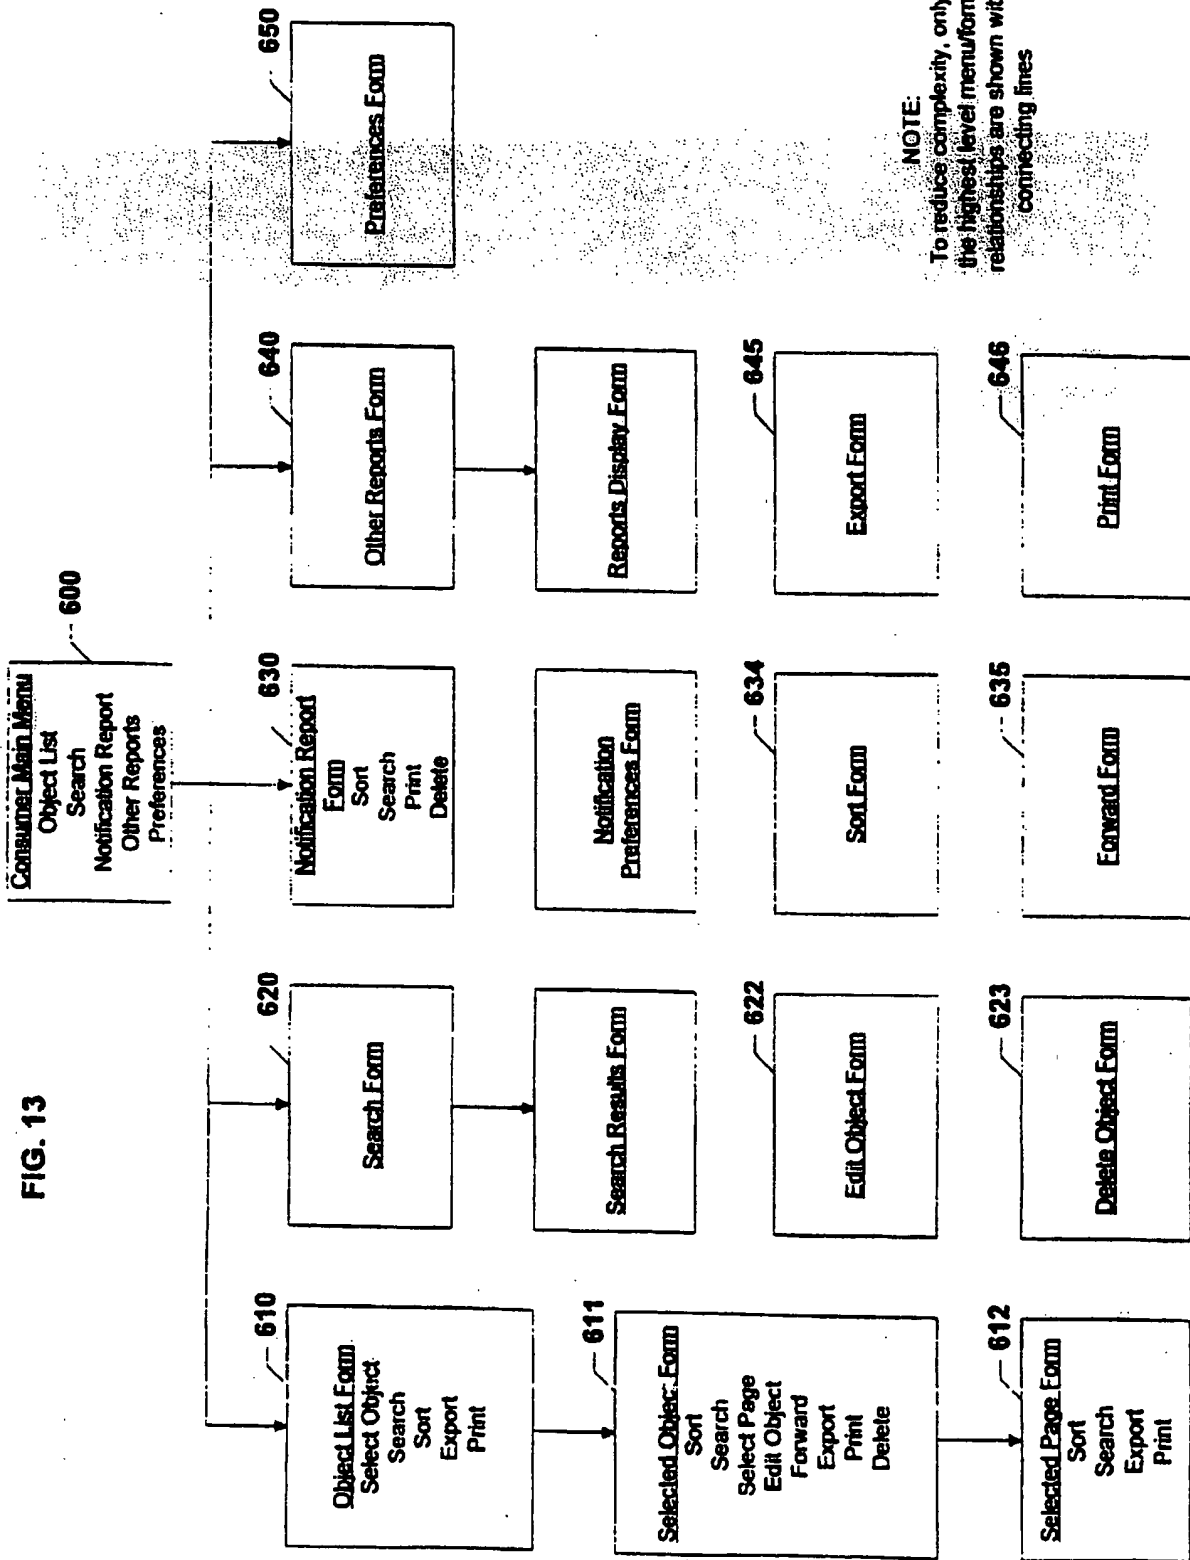 FIG. 13
Consumer Main Menu
Object List
Search
Notification Report
Other Reports
Preferences
600
610
Object List Form
Select Object
Search
Sort
Export
Print
620
Search Form
630
Notification Report
Form
Sort
Search
Print
Delete
640
Other Reports Form
650
Preferences Form
611
Selected Object Form
Sort
Search
Select Page
Edit Object
Forward
Export
Print
Delete
Search Results Form
Notification
Preferences Form
Reports Display Form
622
Edit Object Form
634
Sort Form
645
Export Form
612
Selected Page Form
Sort
Search
Export
Print
623
Delete Object Form
635
Forward Form
646
Print Form
NOTE:
To reduce complexity, only
the highest level menu/form
relationships are shown wit
connecting lines